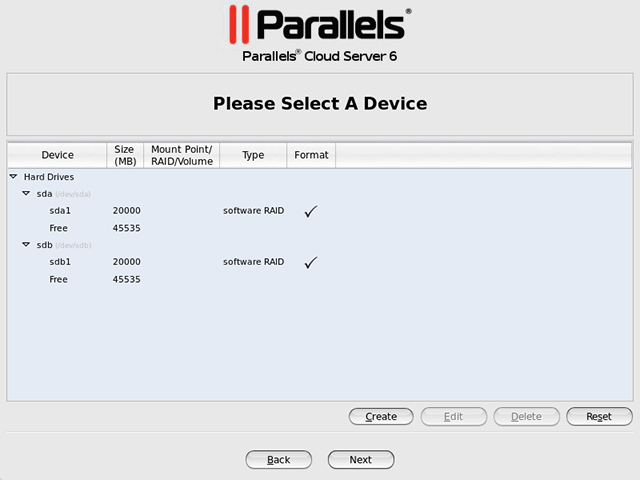 Parallels®
Parallels® Cloud Server 6
Please Select A Device
Device Size (MB) Mount Point/ RAID/Volume Type Format
Hard Drives
sda (/dev/sda)
sda1 20000 software RAID ✓
Free 45535
sdb (/dev/sdb)
sdb1 20000 software RAID ✓
Free 45535
Create Edit Delete Reset
Back Next